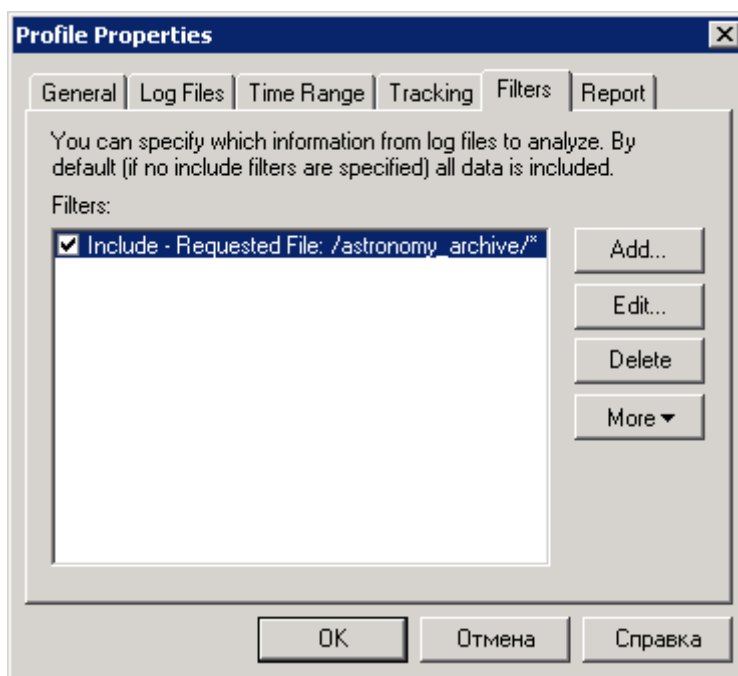 Profile Properties
General Log Files Time Range Tracking Filters Report
You can specify which information from log files to analyze. By
default (if no include filters are specified) all data is included.
Filters:
Include - Requested File: /astronomy_archive/*
Add...
Edit...
Delete
More
OK Отмена Справка